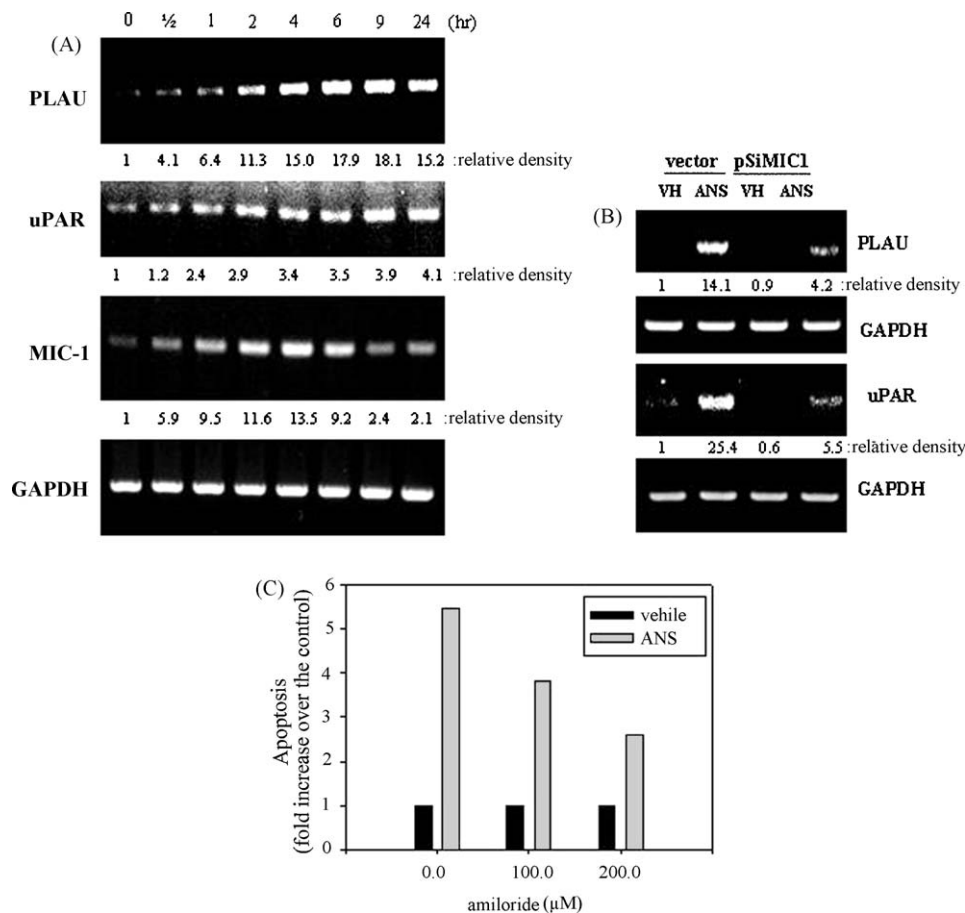 0 ½ 1 2 4 6 9 24 (hr)
(A)
PLAU
1 4.1 6.4 11.3 15.0 17.9 18.1 15.2 :relative density
uPAR
1 1.2 2.4 2.9 3.4 3.5 3.9 4.1 :relative density
MIC-1
1 5.9 9.5 11.6 13.5 9.2 2.4 2.1 :relative density
GAPDH
vector pSiMIC1
VH ANS VH ANS
(B)
PLAU
1 14.1 0.9 4.2 :relative density
GAPDH
uPAR
1 25.4 0.6 5.5 :relative density
GAPDH
(C)
Apoptosis
(fold increase over the control)
6
5
4
3
2
1
0
vehile
ANS
0.0 100.0 200.0
amiloride (µM)